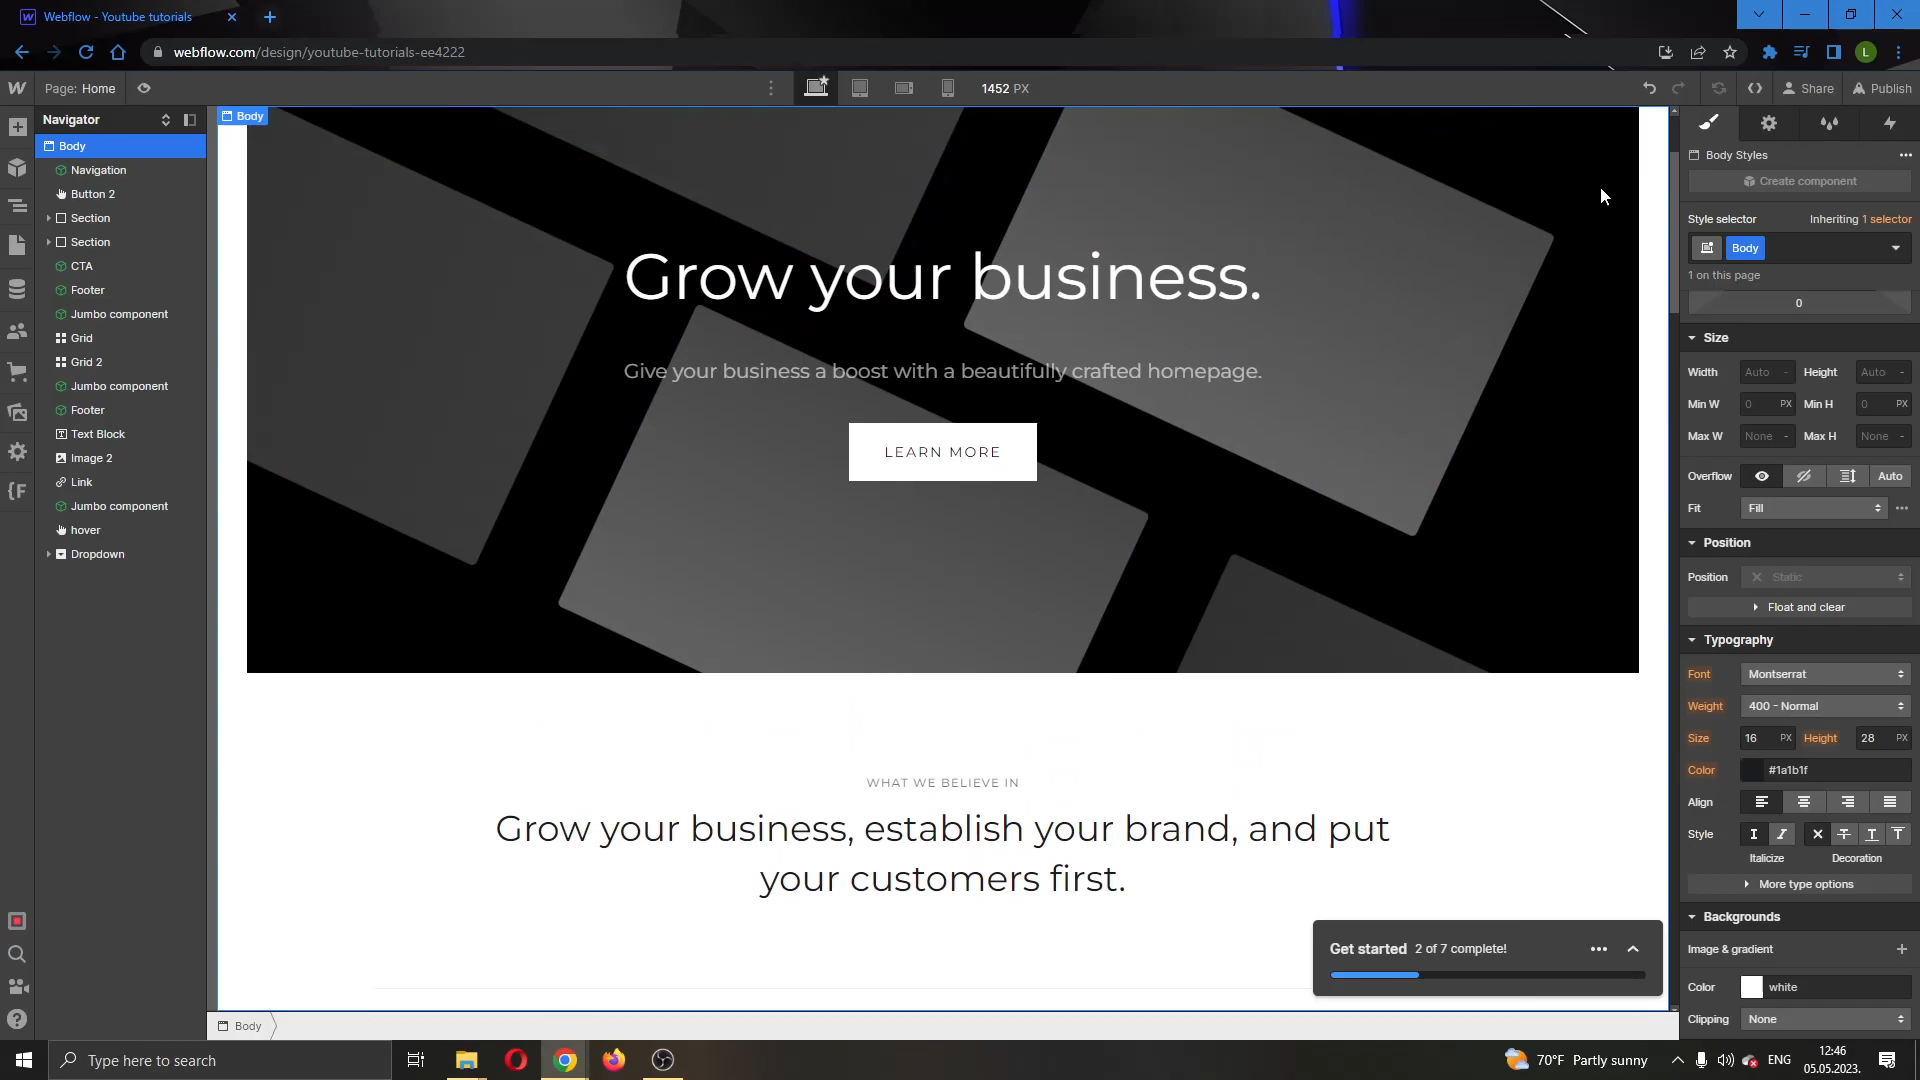 Webflow - Youtube tutorials
webflow.com/design/youtube-tutorials-ee4222
L
Page: Home
1452 PX
Share
Publish
Navigator
Body
Navigation
Button 2
Section
Section
CTA
Footer
Jumbo component
Grid
Grid 2
Jumbo component
Footer
Text Block
Image 2
Link
Jumbo component
hover
Dropdown
Body
Grow your business.
Give your business a boost with a beautifully crafted homepage.
LEARN MORE
WHAT WE BELIEVE IN
Grow your business, establish your brand, and put
your customers first.
Get started 2 of 7 complete!
Body
Body Styles
Create component
Style selector Inheriting 1 selector
Body
1 on this page
0
Size
Width Auto - Height Auto -
Min W 0 PX Min H 0 PX
Max W None - Max H None -
Overflow Auto
Fit Fill
Position
Position Static
Float and clear
Typography
Font Montserrat
Weight 400 - Normal
Size 16 PX Height 28 PX
Color #1a1b1f
Align
Style
Italicize Decoration
More type options
Backgrounds
Image & gradient
Color white
Clipping None
Type here to search
70°F Partly sunny
ENG
12:46
05.05.2023.